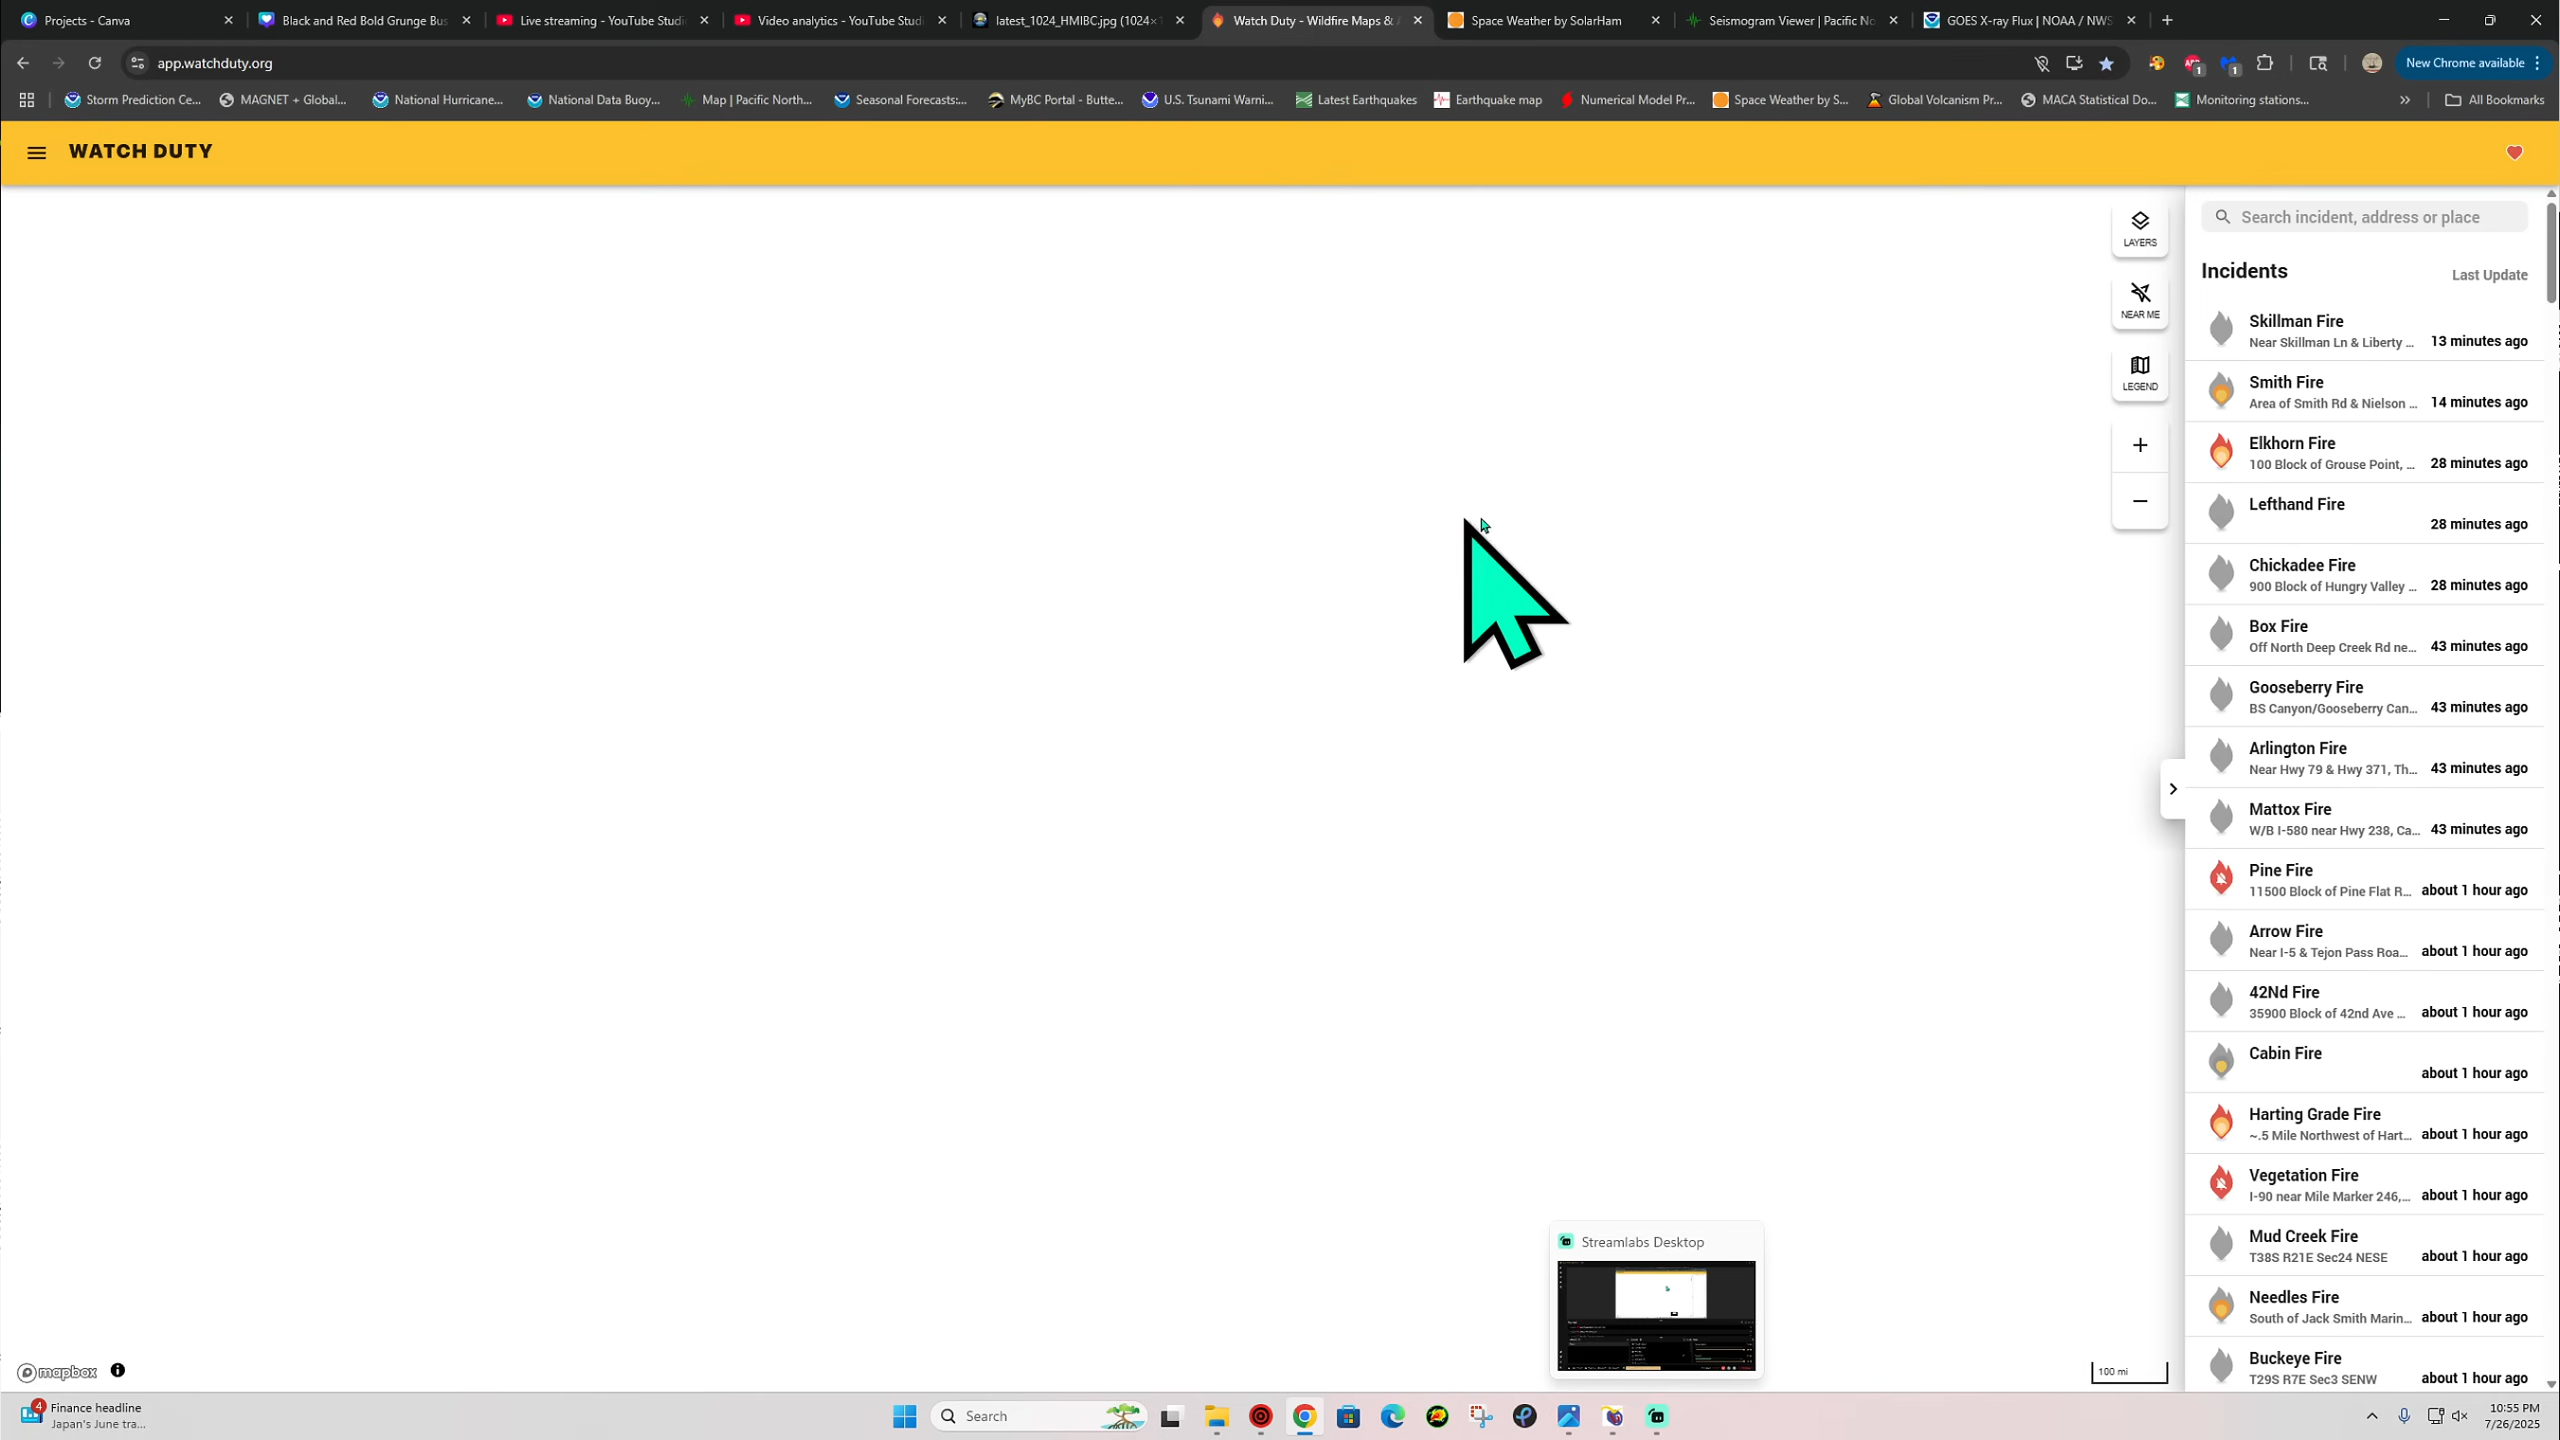 Projects - Canva
Black and Red Bold Grunge Bus
Live streaming - YouTube Studi
Video analytics - YouTube Studi
latest_1024_HMIBC.jpg (1024×1
Watch Duty - Wildfire Maps & A
Space Weather by SolarHam
Seismogram Viewer | Pacific No
GOES X-ray Flux | NOAA / NWS
app.watchduty.org
New Chrome available
Storm Prediction Ce...
MAGNET + Global...
National Hurricane...
National Data Buoy...
Map | Pacific North...
Seasonal Forecasts:...
MyBC Portal - Butte...
U.S. Tsunami Warni...
Latest Earthquakes
Earthquake map
Numerical Model Pr...
Space Weather by S...
Global Volcanism Pr...
MACA Statistical Do...
Monitoring stations...
All Bookmarks
WATCH DUTY
LAYERS
NEAR ME
LEGEND
Search incident, address or place
Incidents
Last Update
Skillman Fire
Near Skillman Ln & Liberty ... 13 minutes ago
Smith Fire
Area of Smith Rd & Nielson ... 14 minutes ago
Elkhorn Fire
100 Block of Grouse Point, ... 28 minutes ago
Lefthand Fire
28 minutes ago
Chickadee Fire
900 Block of Hungry Valley ... 28 minutes ago
Box Fire
Off North Deep Creek Rd ne... 43 minutes ago
Gooseberry Fire
BS Canyon/Gooseberry Can... 43 minutes ago
Arlington Fire
Near Hwy 79 & Hwy 371, Th... 43 minutes ago
Mattox Fire
W/B I-580 near Hwy 238, Ca... 43 minutes ago
Pine Fire
11500 Block of Pine Flat R... about 1 hour ago
Arrow Fire
Near I-5 & Tejon Pass Roa... about 1 hour ago
42Nd Fire
35900 Block of 42nd Ave ... about 1 hour ago
Cabin Fire
about 1 hour ago
Harting Grade Fire
~.5 Mile Northwest of Hart... about 1 hour ago
Vegetation Fire
I-90 near Mile Marker 246,... about 1 hour ago
Mud Creek Fire
T38S R21E Sec24 NESE about 1 hour ago
Needles Fire
South of Jack Smith Marin... about 1 hour ago
Buckeye Fire
T29S R7E Sec3 SENW about 1 hour ago
Streamlabs Desktop
mapbox
100 mi
4
Finance headline
Japan's June tra...
Search
10:55 PM
7/26/2025